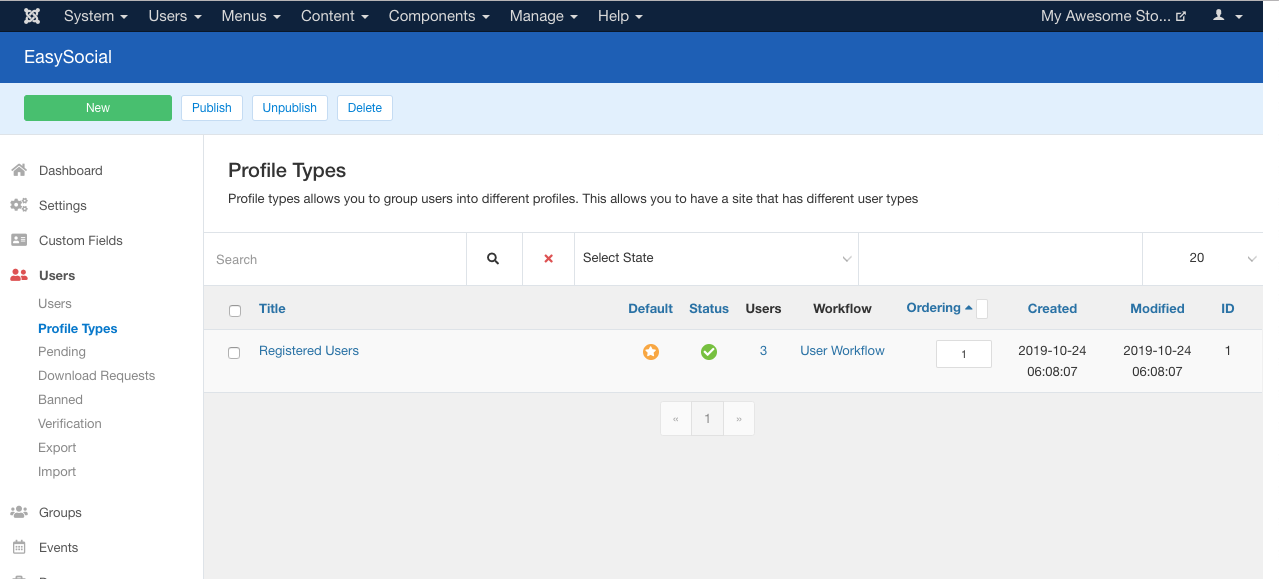 System Users Menus Content Components Manage Help My Awesome Sto...
EasySocial
New Publish Unpublish Delete
Dashboard
Settings
Custom Fields
Users
Users
Profile Types
Pending
Download Requests
Banned
Verification
Export
Import
Groups
Events
Profile Types
Profile types allows you to group users into different profiles. This allows you to have a site that has different user types
Search Select State 20
Title Default Status Users Workflow Ordering Created Modified ID
Registered Users 3 User Workflow 1 2019-10-24 2019-10-24 1
06:08:07 06:08:07
« 1 »